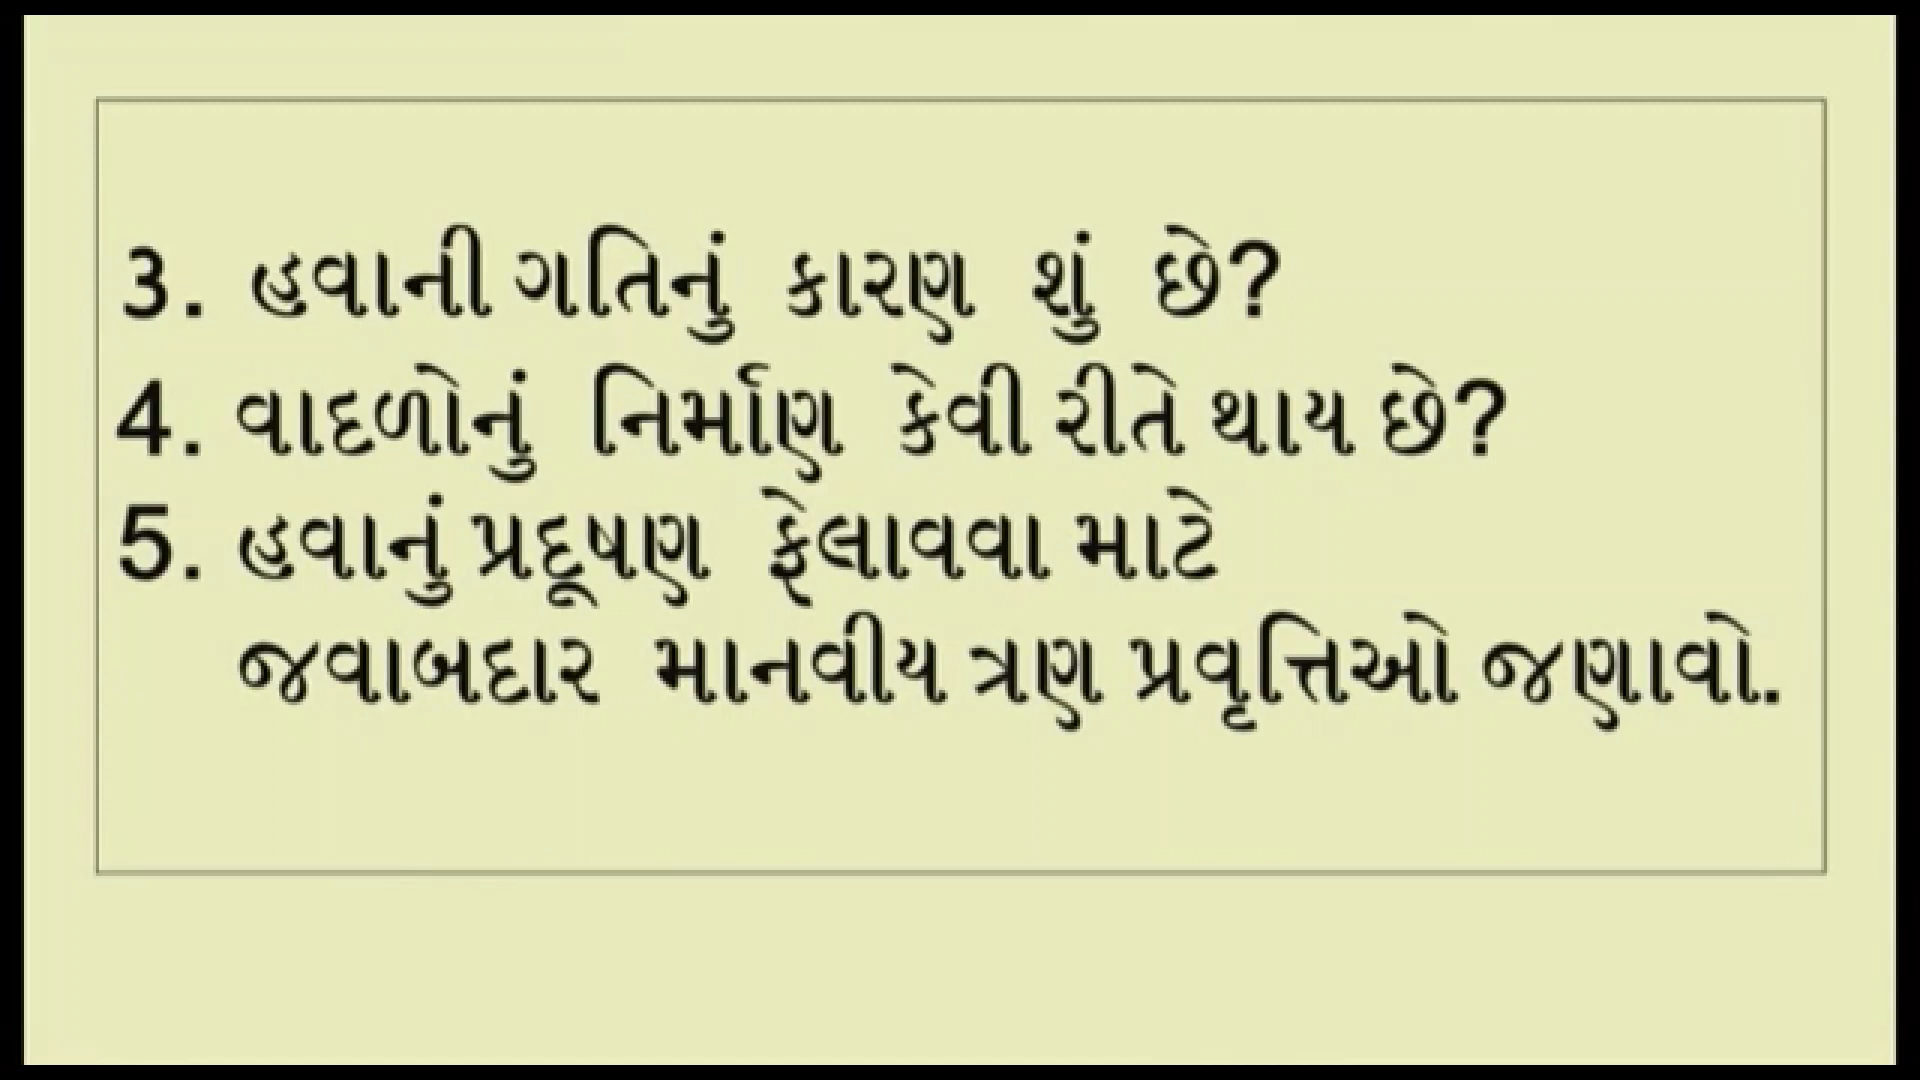 3. હવાની ગતિનું કારણ શું છે?
4. વાદળોનું નિર્માણ કેવી રીતે થાય છે?
5. હવાનું પ્રદૂષણ ફેલાવવા માટે
જવાબદાર માનવીય ત્રણ પ્રવૃત્તિઓ જણાવો.